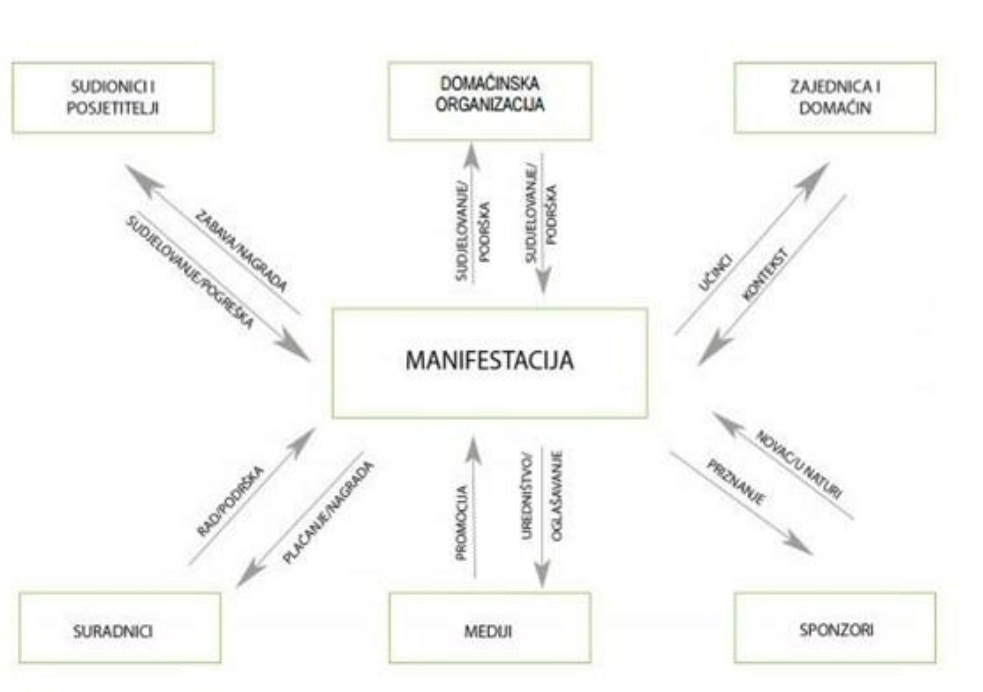 SUDIONICI I
POSJETITELJI
DOMAĆINSKA
ORGANIZACIJA
ZAJEDNICA I
DOMAĆIN
ZABAVA/NAGRADA
SUDJELOVANJE/POGREŠKA
SUDJELOVANJE/
PODRŠKA
SUDJELOVANJE/
PODRŠKA
UČINCI
KONTEKST
MANIFESTACIJA
RAD/PODRŠKA
PLAĆANJE/NAGRADA
PROMOCIJA
UREDNIŠTVO/
OGLAŠAVANJE
PRIZNANJE
NOVAC/U NATURI
SURADNICI
MEDIJI
SPONZORI